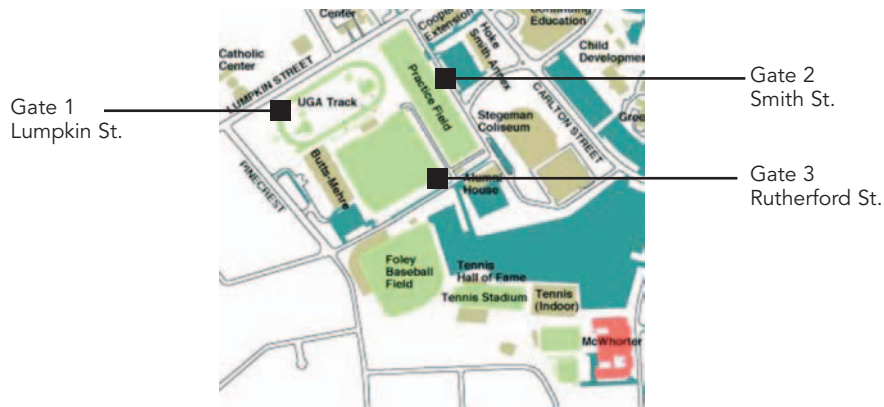 Center
Cooper
Extension
Hoke
Smith Annex
Continuing
Education
Catholic
Center
Child
Developmen
LUMPKIN STREET
UGA Track
Practice Field
Gate 2
Smith St.
Gate 1
Lumpkin St.
CARLTON STREET
Stegeman
Coliseum
Gree
Butts-Mehre
PINECREST
Alumni
House
Gate 3
Rutherford St.
Foley
Baseball
Field
Tennis
Hall of Fame
Tennis Stadium
Tennis
(Indoor)
McWhorter